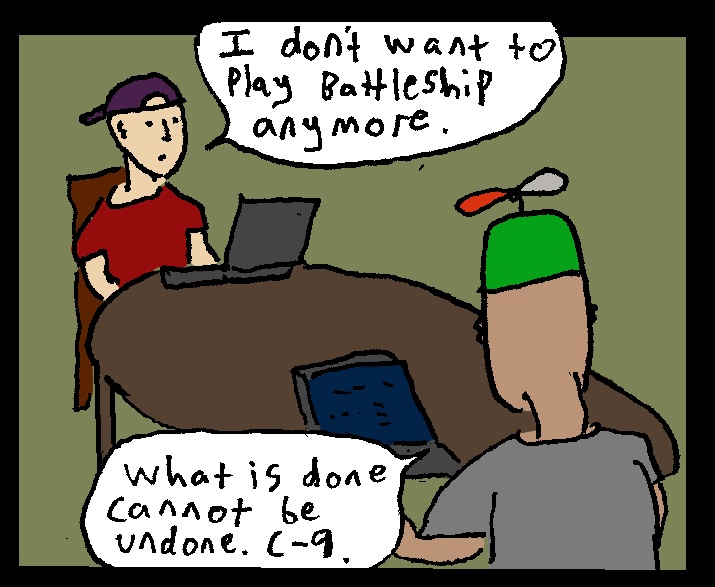 I don't want to
Play Battleship
anymore.
What is done
cannot be
undone. C-9.